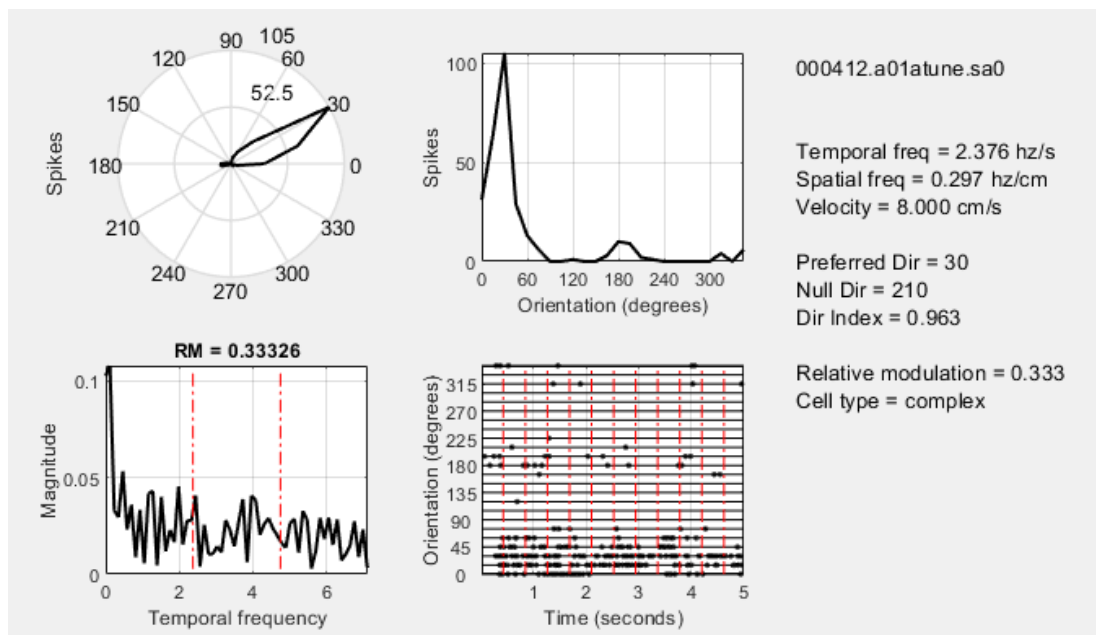 90 105
120 60
52.5
150 30
180 0
210 330
240 300
270
Spikes
100
50
0
Spikes
0 60 120 180 240 300
Orientation (degrees)
000412.a01atune.sa0
Temporal freq = 2.376 hz/s
Spatial freq = 0.297 hz/cm
Velocity = 8.000 cm/s
Preferred Dir = 30
Null Dir = 210
Dir Index = 0.963
Relative modulation = 0.333
Cell type = complex
RM = 0.33326
0.1
0.05
0
Magnitude
0 2 4 6
Temporal frequency
315
270
225
180
135
90
45
0
Orientation (degrees)
1 2 3 4 5
Time (seconds)